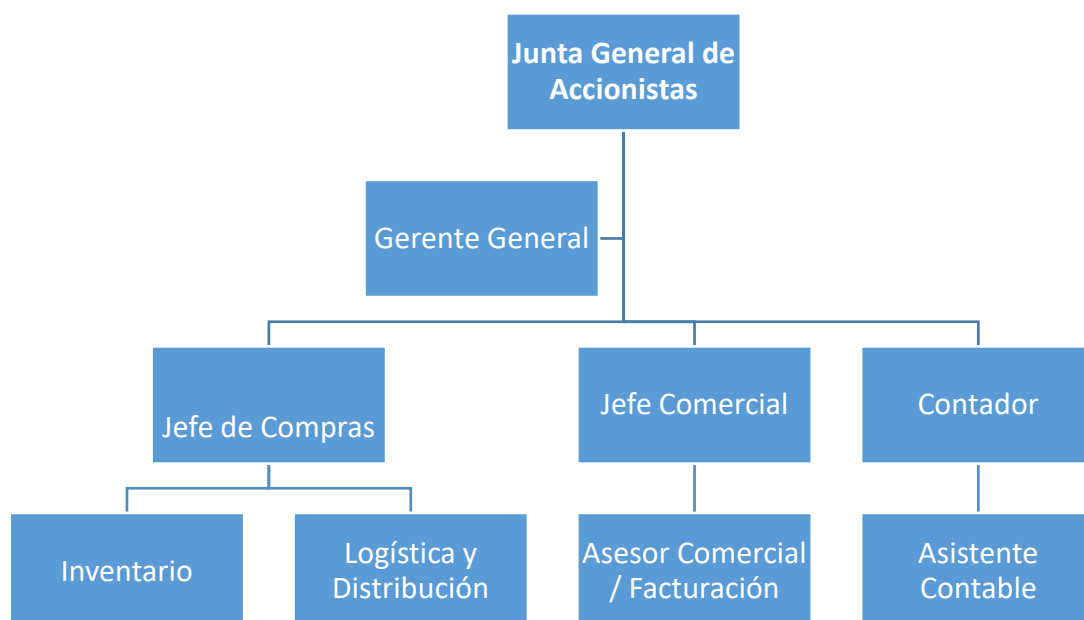 Junta General de
Accionistas
Gerente General
Jefe de Compras
Jefe Comercial
Contador
Inventario
Logística y
Distribución
Asesor Comercial
/ Facturación
Asistente
Contable